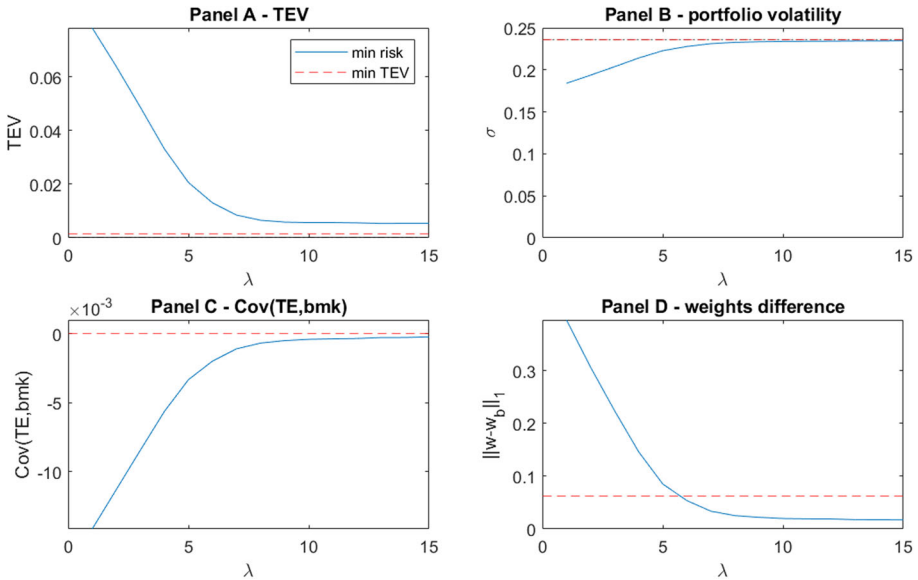 Panel A - TEV
TEV
0.06
0.04
0.02
0
0
5
10
15
λ
min risk
min TEV
Panel B - portfolio volatility
σ
0.25
0.2
0.15
0.1
0.05
0
0
5
10
15
λ
Panel C - Cov(TE,bmk)
×10⁻³
Cov(TE,bmk)
0
-5
-10
0
5
10
15
λ
Panel D - weights difference
||w-w_b||₁
0.3
0.2
0.1
0
0
5
10
15
λ